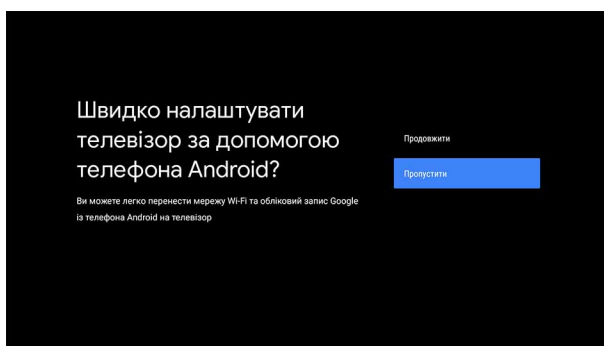 Швидко налаштувати
телевізор за допомогою
телефона Android?
Ви можете легко перенести мережу Wi-Fi та обліковий запис Google
із телефона Android на телевізор
Продовжити
Пропустити